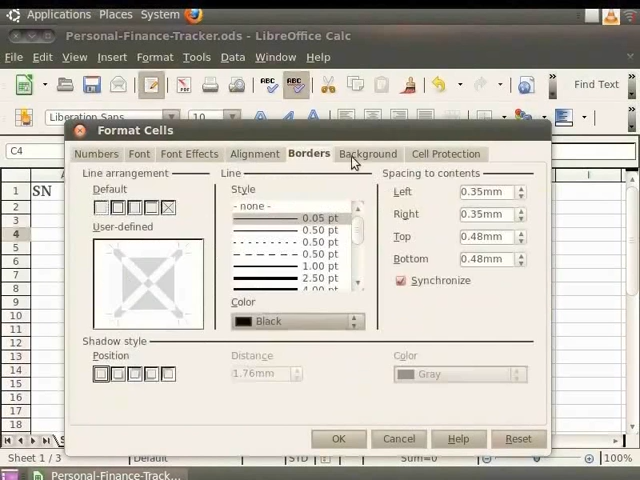 Applications Places System
Personal-Finance-Tracker.ods - LibreOffice Calc
File Edit View Insert Format Tools Data Window Help
ABC ABC Find Text
Liberation Sans 10
C4
Format Cells
Numbers Font Font Effects Alignment Borders Background Cell Protection
Line arrangement Line Spacing to contents
Default Style Left 0.35mm
- none -
0.05 pt Right 0.35mm
User-defined 0.50 pt
0.50 pt Top 0.48mm
0.50 pt
1.00 pt Bottom 0.48mm
2.50 pt
4.00 pt Synchronize
Color
Black
Shadow style
Position Distance Color
1.76mm Gray
OK Cancel Help Reset
I
1 SN
2
3
4
5
6
7
8
9
10
11
12
13
14
15
16
17
18
Sheet 1 / 3 Default STD Sum=0 100%
Personal-Finance-Track...